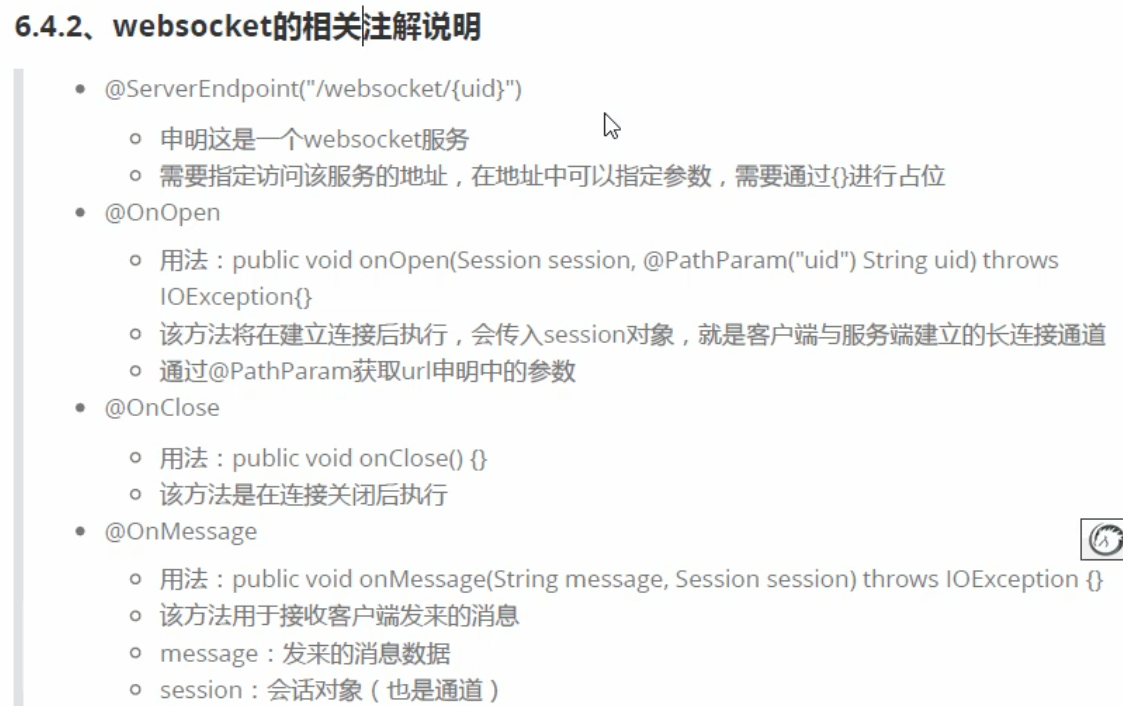 6.4.2、websocket的相关注解说明
@ServerEndpoint("/websocket/{uid}")
申明这是一个websocket服务
需要指定访问该服务的地址，在地址中可以指定参数，需要通过{}进行占位
@OnOpen
用法：public void onOpen(Session session, @PathParam("uid") String uid) throws
IOException{}
该方法将在建立连接后执行，会传入session对象，就是客户端与服务端建立的长连接通道
通过@PathParam获取url申明中的参数
@OnClose
用法：public void onClose() {}
该方法是在连接关闭后执行
@OnMessage
用法：public void onMessage(String message, Session session) throws IOException {}
该方法用于接收客户端发来的消息
message：发来的消息数据
session：会话对象（也是通道）